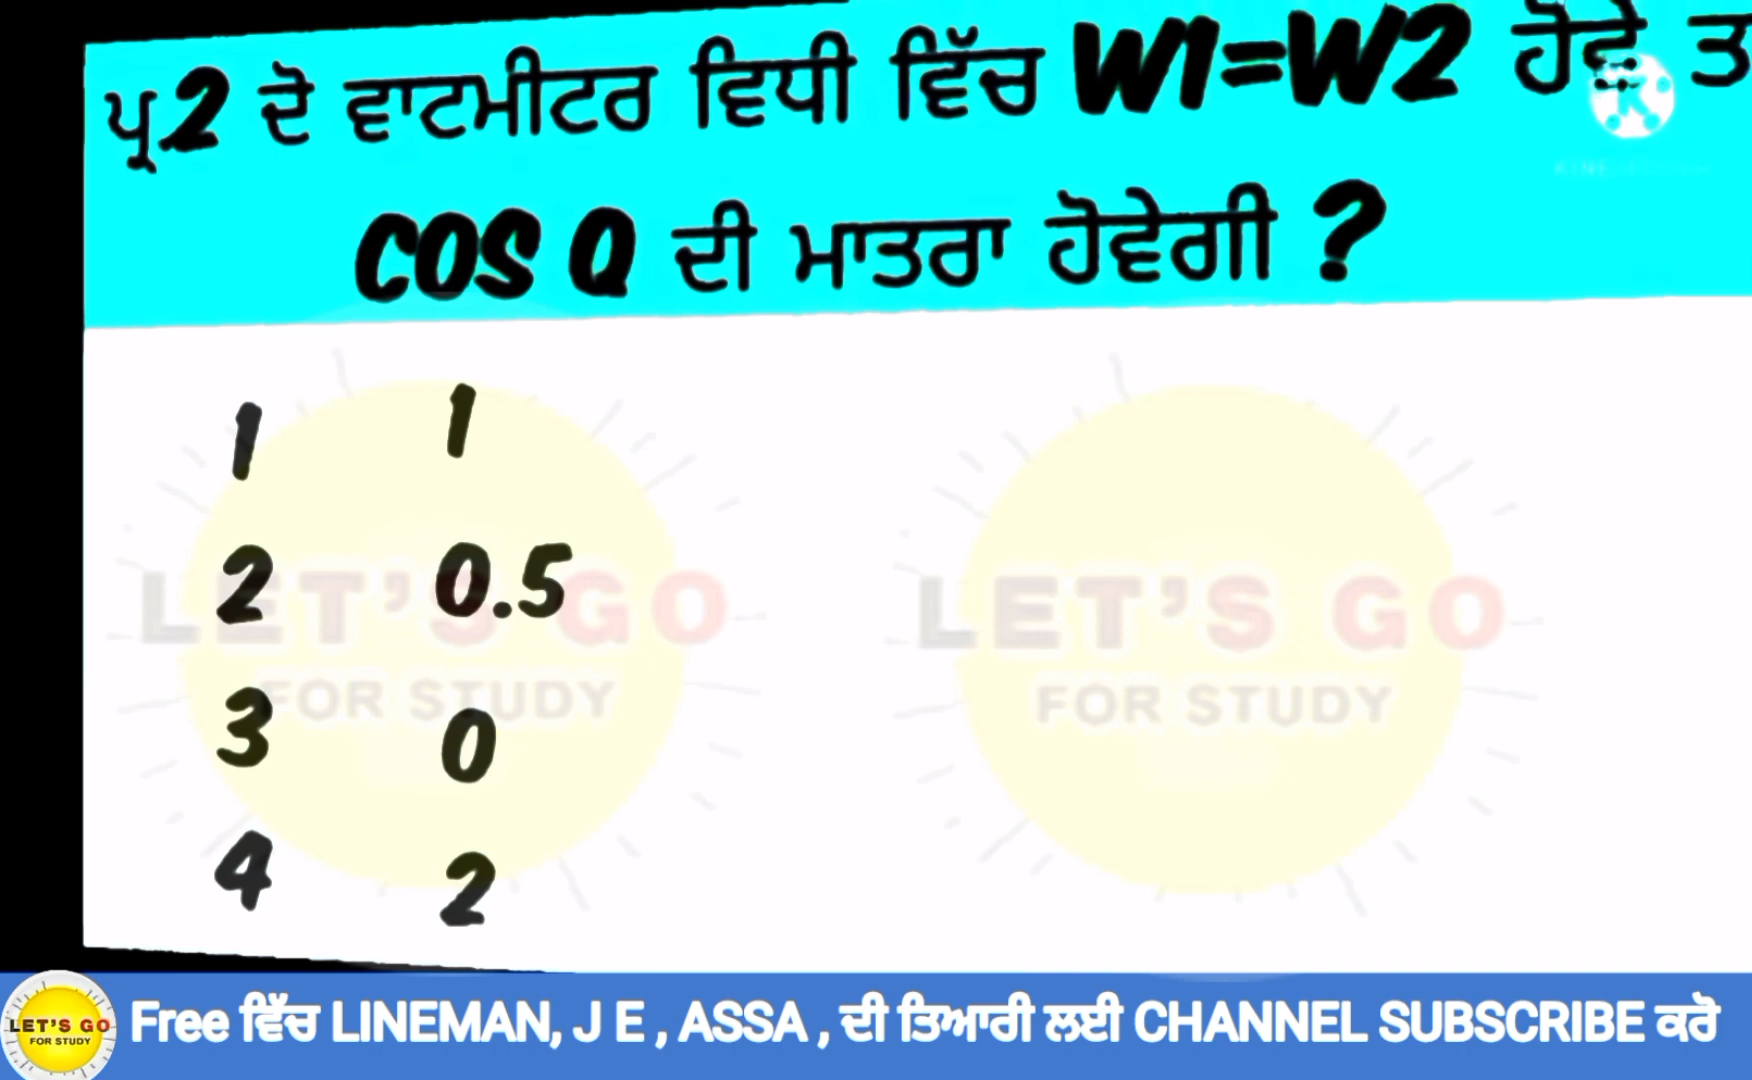 ਪ੍ਰ.2 ਦੋ ਵਾਟਮੀਟਰ ਵਿਧੀ ਵਿੱਚ W1=W2 ਹੋਵੇ ਤ
COS Q ਦੀ ਮਾਤਰਾ ਹੋਵੇਗੀ ?
1 1
2 0.5
3 0
4 2
LET'S GO
FOR STUDY
LET'S GO
FOR STUDY
LET'S GO
FOR STUDY
Free ਵਿੱਚ LINEMAN, J E , ASSA , ਦੀ ਤਿਆਰੀ ਲਈ CHANNEL SUBSCRIBE ਕਰੋ